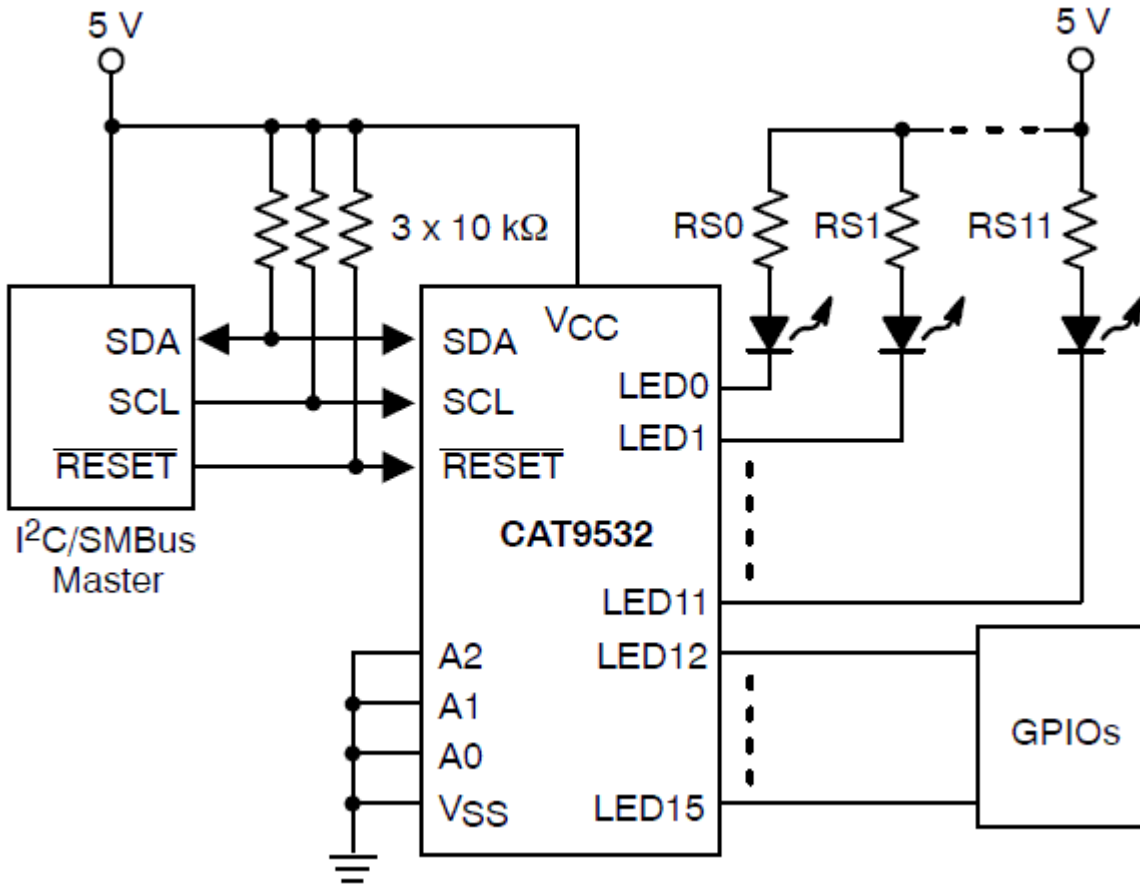 5 V
5 V
3 x 10 kΩ
RS0
RS1
RS11
SDA
SCL
RESET
I²C/SMBus
Master
VCC
SDA
SCL
RESET
CAT9532
A2
A1
A0
VSS
LED0
LED1
LED11
LED12
LED15
GPIOs